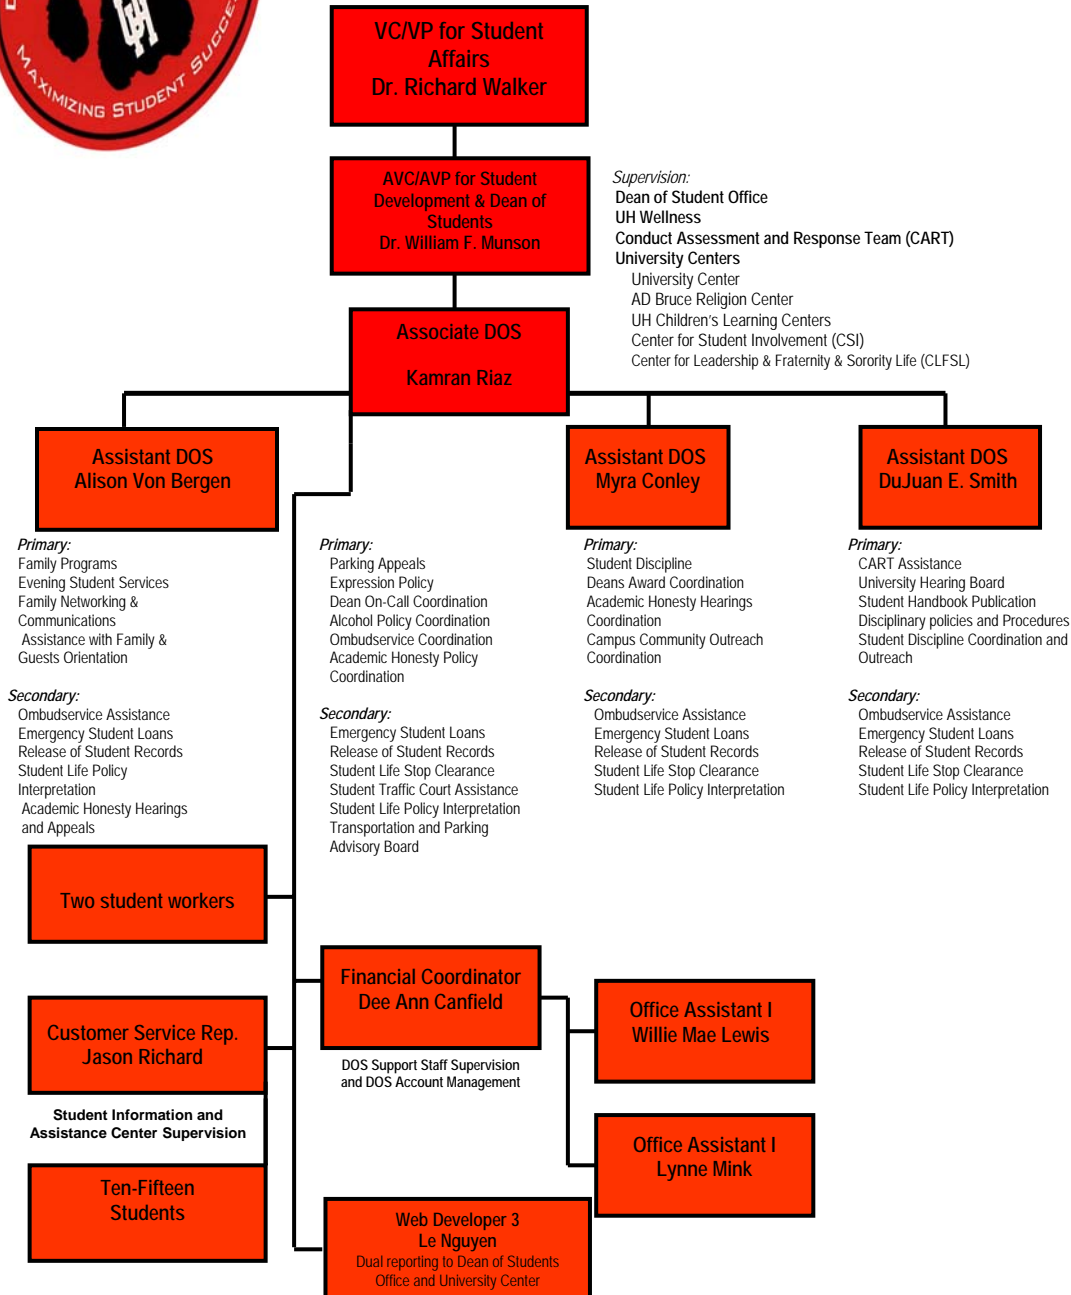 MAXIMIZING STUDENT SUCCE
UH
VC/VP for Student
Affairs
Dr. Richard Walker
AVC/AVP for Student
Development & Dean of
Students
Dr. William F. Munson
Supervision:
Dean of Student Office
UH Wellness
Conduct Assessment and Response Team (CART)
University Centers
University Center
AD Bruce Religion Center
UH Children's Learning Centers
Center for Student Involvement (CSI)
Center for Leadership & Fraternity & Sorority Life (CLFSL)
Associate DOS
Kamran Riaz
Assistant DOS
Alison Von Bergen
Assistant DOS
Myra Conley
Assistant DOS
DuJuan E. Smith
Primary:
Family Programs
Evening Student Services
Family Networking &
Communications
Assistance with Family &
Guests Orientation
Secondary:
Ombudservice Assistance
Emergency Student Loans
Release of Student Records
Student Life Policy
Interpretation
Academic Honesty Hearings
and Appeals
Primary:
Parking Appeals
Expression Policy
Dean On-Call Coordination
Alcohol Policy Coordination
Ombudservice Coordination
Academic Honesty Policy
Coordination
Secondary:
Emergency Student Loans
Release of Student Records
Student Life Stop Clearance
Student Traffic Court Assistance
Student Life Policy Interpretation
Transportation and Parking
Advisory Board
Primary:
Student Discipline
Deans Award Coordination
Academic Honesty Hearings
Coordination
Campus Community Outreach
Coordination
Secondary:
Ombudservice Assistance
Emergency Student Loans
Release of Student Records
Student Life Stop Clearance
Student Life Policy Interpretation
Primary:
CART Assistance
University Hearing Board
Student Handbook Publication
Disciplinary policies and Procedures
Student Discipline Coordination and
Outreach
Secondary:
Ombudservice Assistance
Emergency Student Loans
Release of Student Records
Student Life Stop Clearance
Student Life Policy Interpretation
Two student workers
Financial Coordinator
Dee Ann Canfield
DOS Support Staff Supervision
and DOS Account Management
Office Assistant I
Willie Mae Lewis
Customer Service Rep.
Jason Richard
Student Information and
Assistance Center Supervision
Office Assistant I
Lynne Mink
Ten-Fifteen
Students
Web Developer 3
Le Nguyen
Dual reporting to Dean of Students
Office and University Center